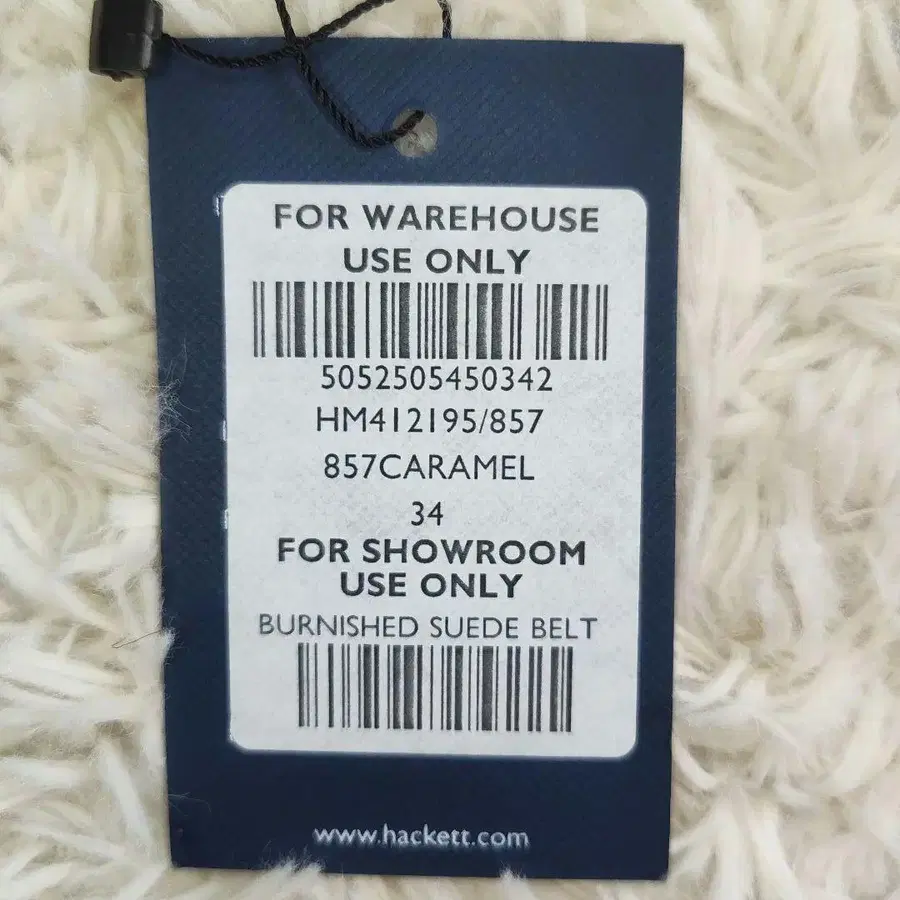 FOR WAREHOUSE
USE ONLY
5052505450342
HM412195/857
857CARAMEL
34
FOR SHOWROOM
USE ONLY
BURNISHED SUEDE BELT
www.hackett.com